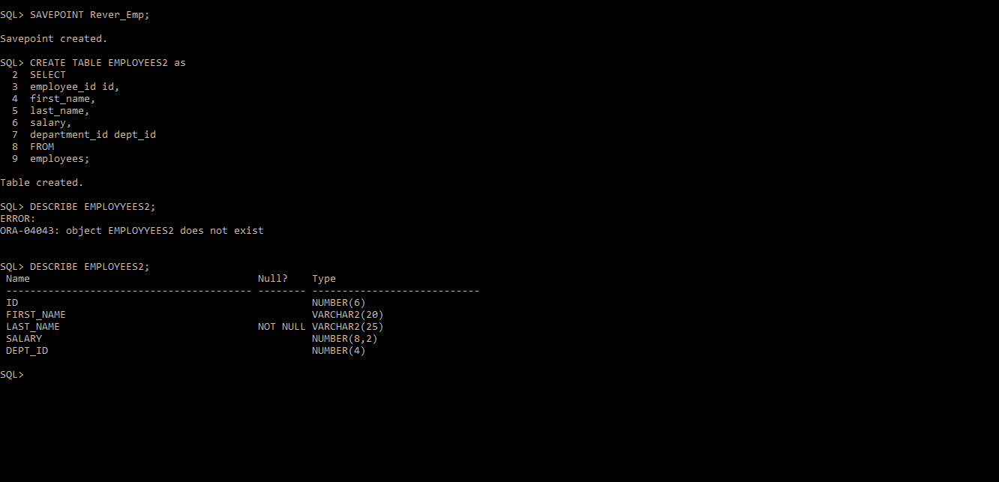 SQL> SAVEPOINT Rever_Emp;
Savepoint created.
SQL> CREATE TABLE EMPLOYEES2 as
  2  SELECT
  3  employee_id id,
  4  first_name,
  5  last_name,
  6  salary,
  7  department_id dept_id
  8  FROM
  9  employees;
Table created.
SQL> DESCRIBE EMPLOYYEES2;
ERROR:
ORA-04043: object EMPLOYYEES2 does not exist
SQL> DESCRIBE EMPLOYEES2;
 Name                                      Null?    Type
 ----------------------------------------- -------- ----------------------------
 ID                                                 NUMBER(6)
 FIRST_NAME                                         VARCHAR2(20)
 LAST_NAME                                 NOT NULL VARCHAR2(25)
 SALARY                                             NUMBER(8,2)
 DEPT_ID                                            NUMBER(4)
SQL>